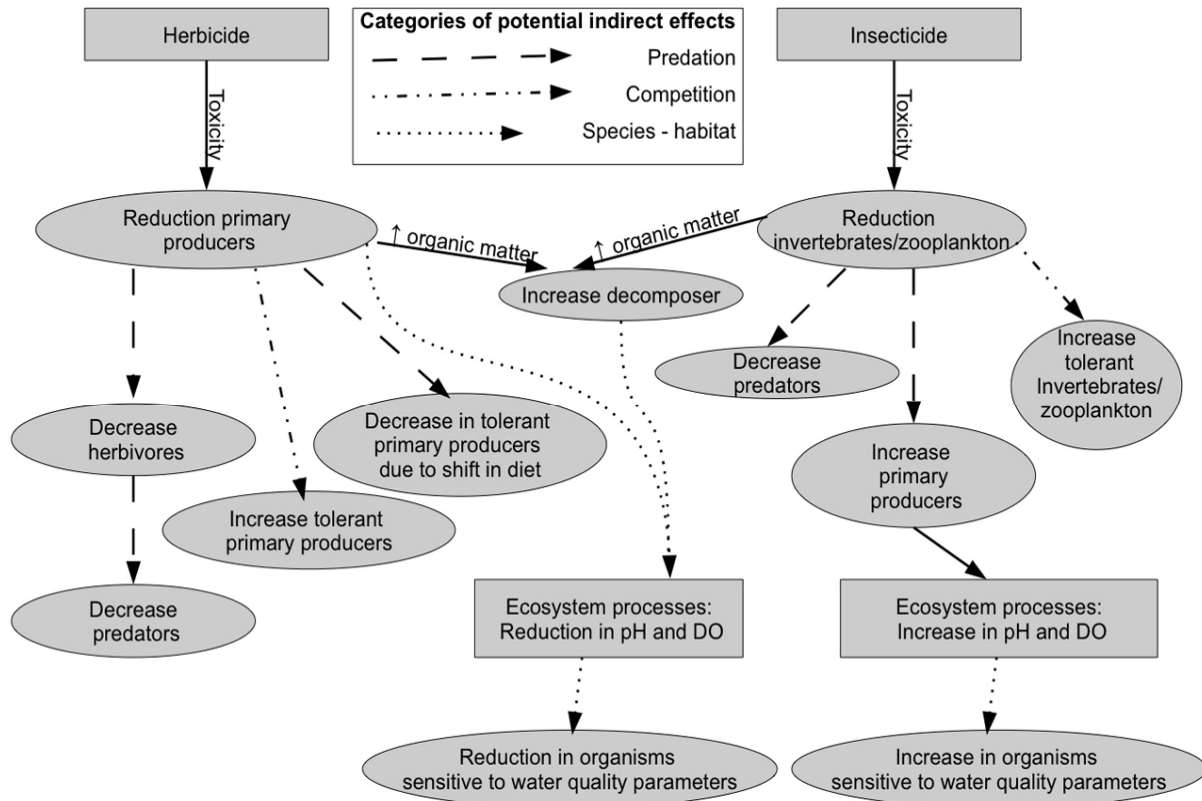 Herbicide
Categories of potential indirect effects
Predation
Competition
Species - habitat
Insecticide
Toxicity
Toxicity
Reduction primary
producers
↑ organic matter
↑ organic matter
Reduction
invertebrates/zooplankton
Increase decomposer
Decrease
predators
Increase
tolerant
Invertebrates/
zooplankton
Decrease
herbivores
Decrease in tolerant
primary producers
due to shift in diet
Increase
primary
producers
Increase tolerant
primary producers
Decrease
predators
Ecosystem processes:
Reduction in pH and DO
Ecosystem processes:
Increase in pH and DO
Reduction in organisms
sensitive to water quality parameters
Increase in organisms
sensitive to water quality parameters